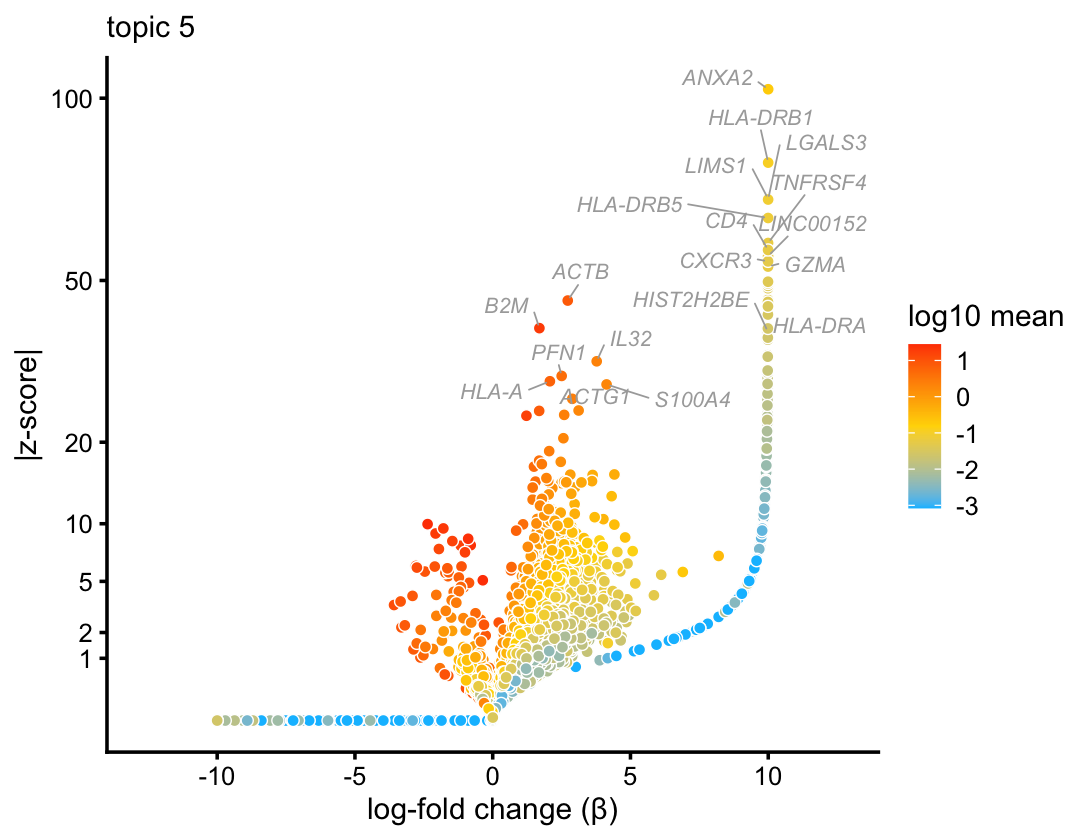 topic 5
ANXA2
100
HLA-DRB1
LGALS3
LIMS1
TNFRSF4
HLA-DRB5
CD4
LINC00152
CXCR3
GZMA
ACTB
50
HIST2H2BE
B2M
HLA-DRA
IL32
PFN1
HLA-A
ACTG1
S100A4
20
10
5
2
1
|z-score|
-10
-5
0
5
10
log-fold change (β)
log10 mean
1
0
-1
-2
-3